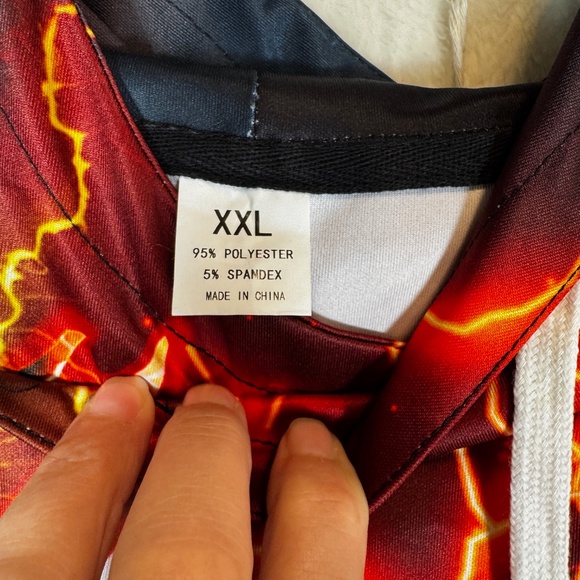 XXL
95% POLYESTER
5% SPANDEX
MADE IN CHINA